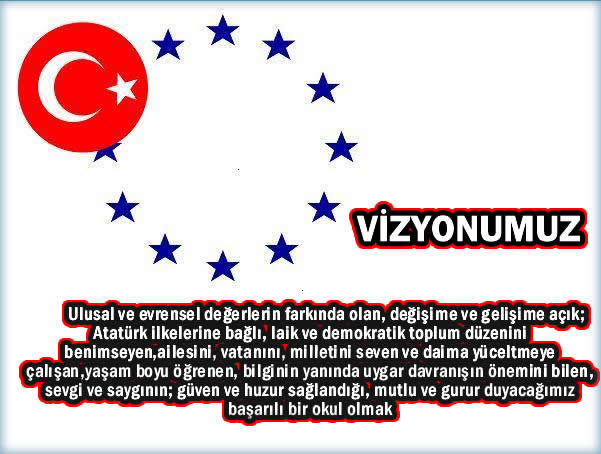 VİZYONUMUZ
Ulusal ve evrensel değerlerin farkında olan, değişime ve gelişime açık;
Atatürk ilkelerine bağlı, laik ve demokratik toplum düzenini
benimseyen,ailesini, vatanını, milletini seven ve daima yüceltmeye
çalışan,yaşam boyu öğrenen, bilginin yanında uygar davranışın önemini bilen,
sevgi ve saygının; güven ve huzur sağlandığı, mutlu ve gurur duyacağımız
başarılı bir okul olmak